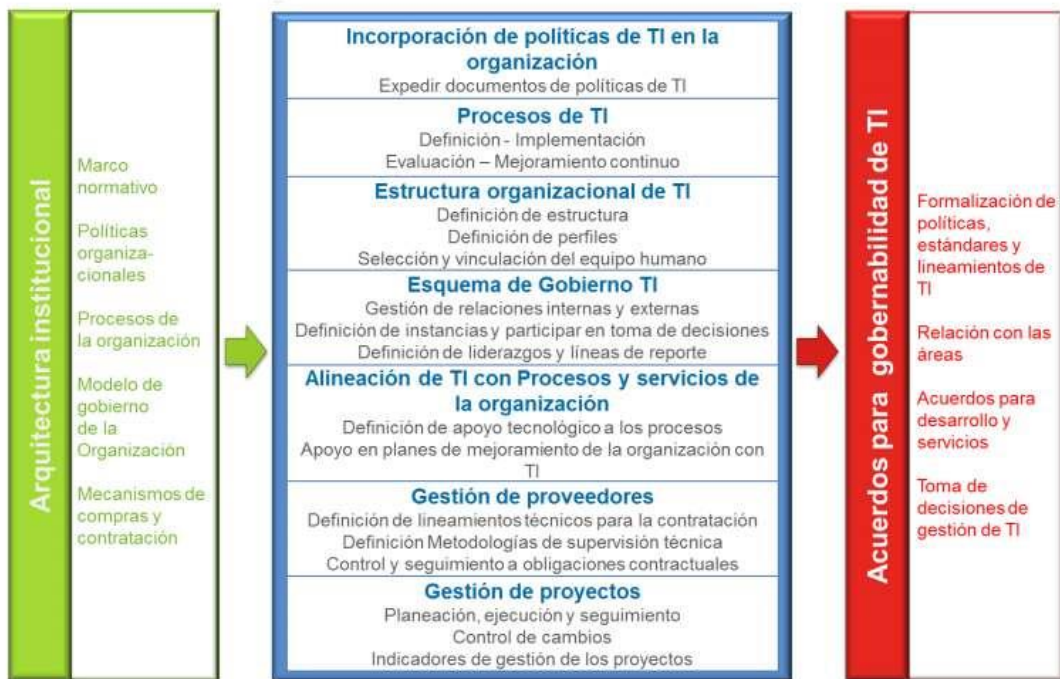 Arquitectura institucional
Marco
normativo
Políticas
organiza-
cionales
Procesos de
la organización
Modelo de
gobierno
de la
Organización
Mecanismos de
compras y
contratación
Incorporación de políticas de TI en la
organización
Expedir documentos de políticas de TI
Procesos de TI
Definición - Implementación
Evaluación – Mejoramiento continuo
Estructura organizacional de TI
Definición de estructura
Definición de perfiles
Selección y vinculación del equipo humano
Esquema de Gobierno TI
Gestión de relaciones internas y externas
Definición de instancias y participar en toma de decisiones
Definición de liderazgos y líneas de reporte
Alineación de TI con Procesos y servicios de
la organización
Definición de apoyo tecnológico a los procesos
Apoyo en planes de mejoramiento de la organización con
TI
Gestión de proveedores
Definición de lineamientos técnicos para la contratación
Definición Metodologías de supervisión técnica
Control y seguimiento a obligaciones contractuales
Gestión de proyectos
Planeación, ejecución y seguimiento
Control de cambios
Indicadores de gestión de los proyectos
Acuerdos para gobernabilidad de TI
Formalización de
políticas,
estándares y
lineamientos de
TI
Relación con las
áreas
Acuerdos para
desarrollo y
servicios
Toma de
decisiones de
gestión de TI